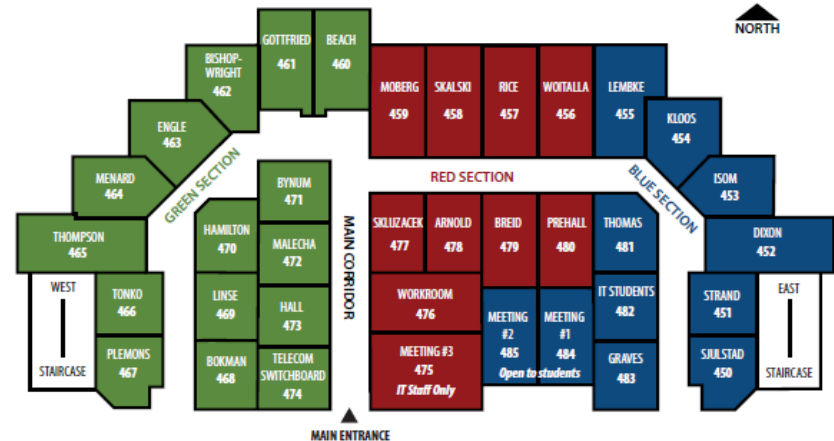 NORTH
GOTTFRIED
461
BEACH
460
BISHOP-
WRIGHT
462
MOBERG
459
SKALSKI
458
RICE
457
WOITALLA
456
LEMBKE
455
ENGLE
463
KLOOS
454
MENARD
464
ISOM
453
GREEN SECTION
RED SECTION
BLUE SECTION
BYNUM
471
THOMPSON
465
HAMILTON
470
MALECHA
472
MAIN CORRIDOR
SKLUZACEK
477
ARNOLD
478
BREID
479
PREHALL
480
THOMAS
481
DIXON
452
WEST
STAIRCASE
TONKO
466
LINSE
469
HALL
473
WORKROOM
476
MEETING
#2
485
MEETING
#1
484
Open to students
IT STUDENTS
482
STRAND
451
EAST
STAIRCASE
PLEMONS
467
BOKMAN
468
TELECOM
SWITCHBOARD
474
MEETING #3
475
IT Staff Only
GRAVES
483
SJULSTAD
450
MAIN ENTRANCE